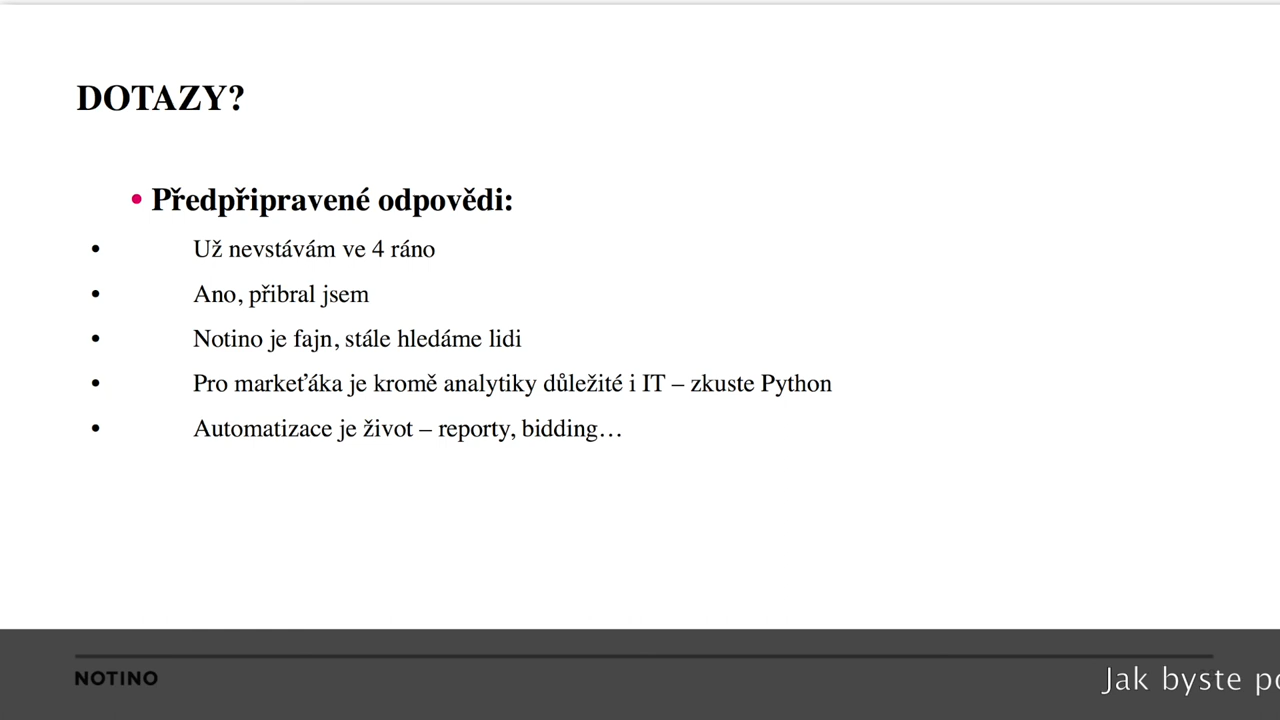 DOTAZY?
• Předpřipravené odpovědi:
• Už nevstávám ve 4 ráno
• Ano, přibral jsem
• Notino je fajn, stále hledáme lidi
• Pro markeťáka je kromě analytiky důležité i IT – zkuste Python
• Automatizace je život – reporty, bidding…
NOTINO
Jak byste